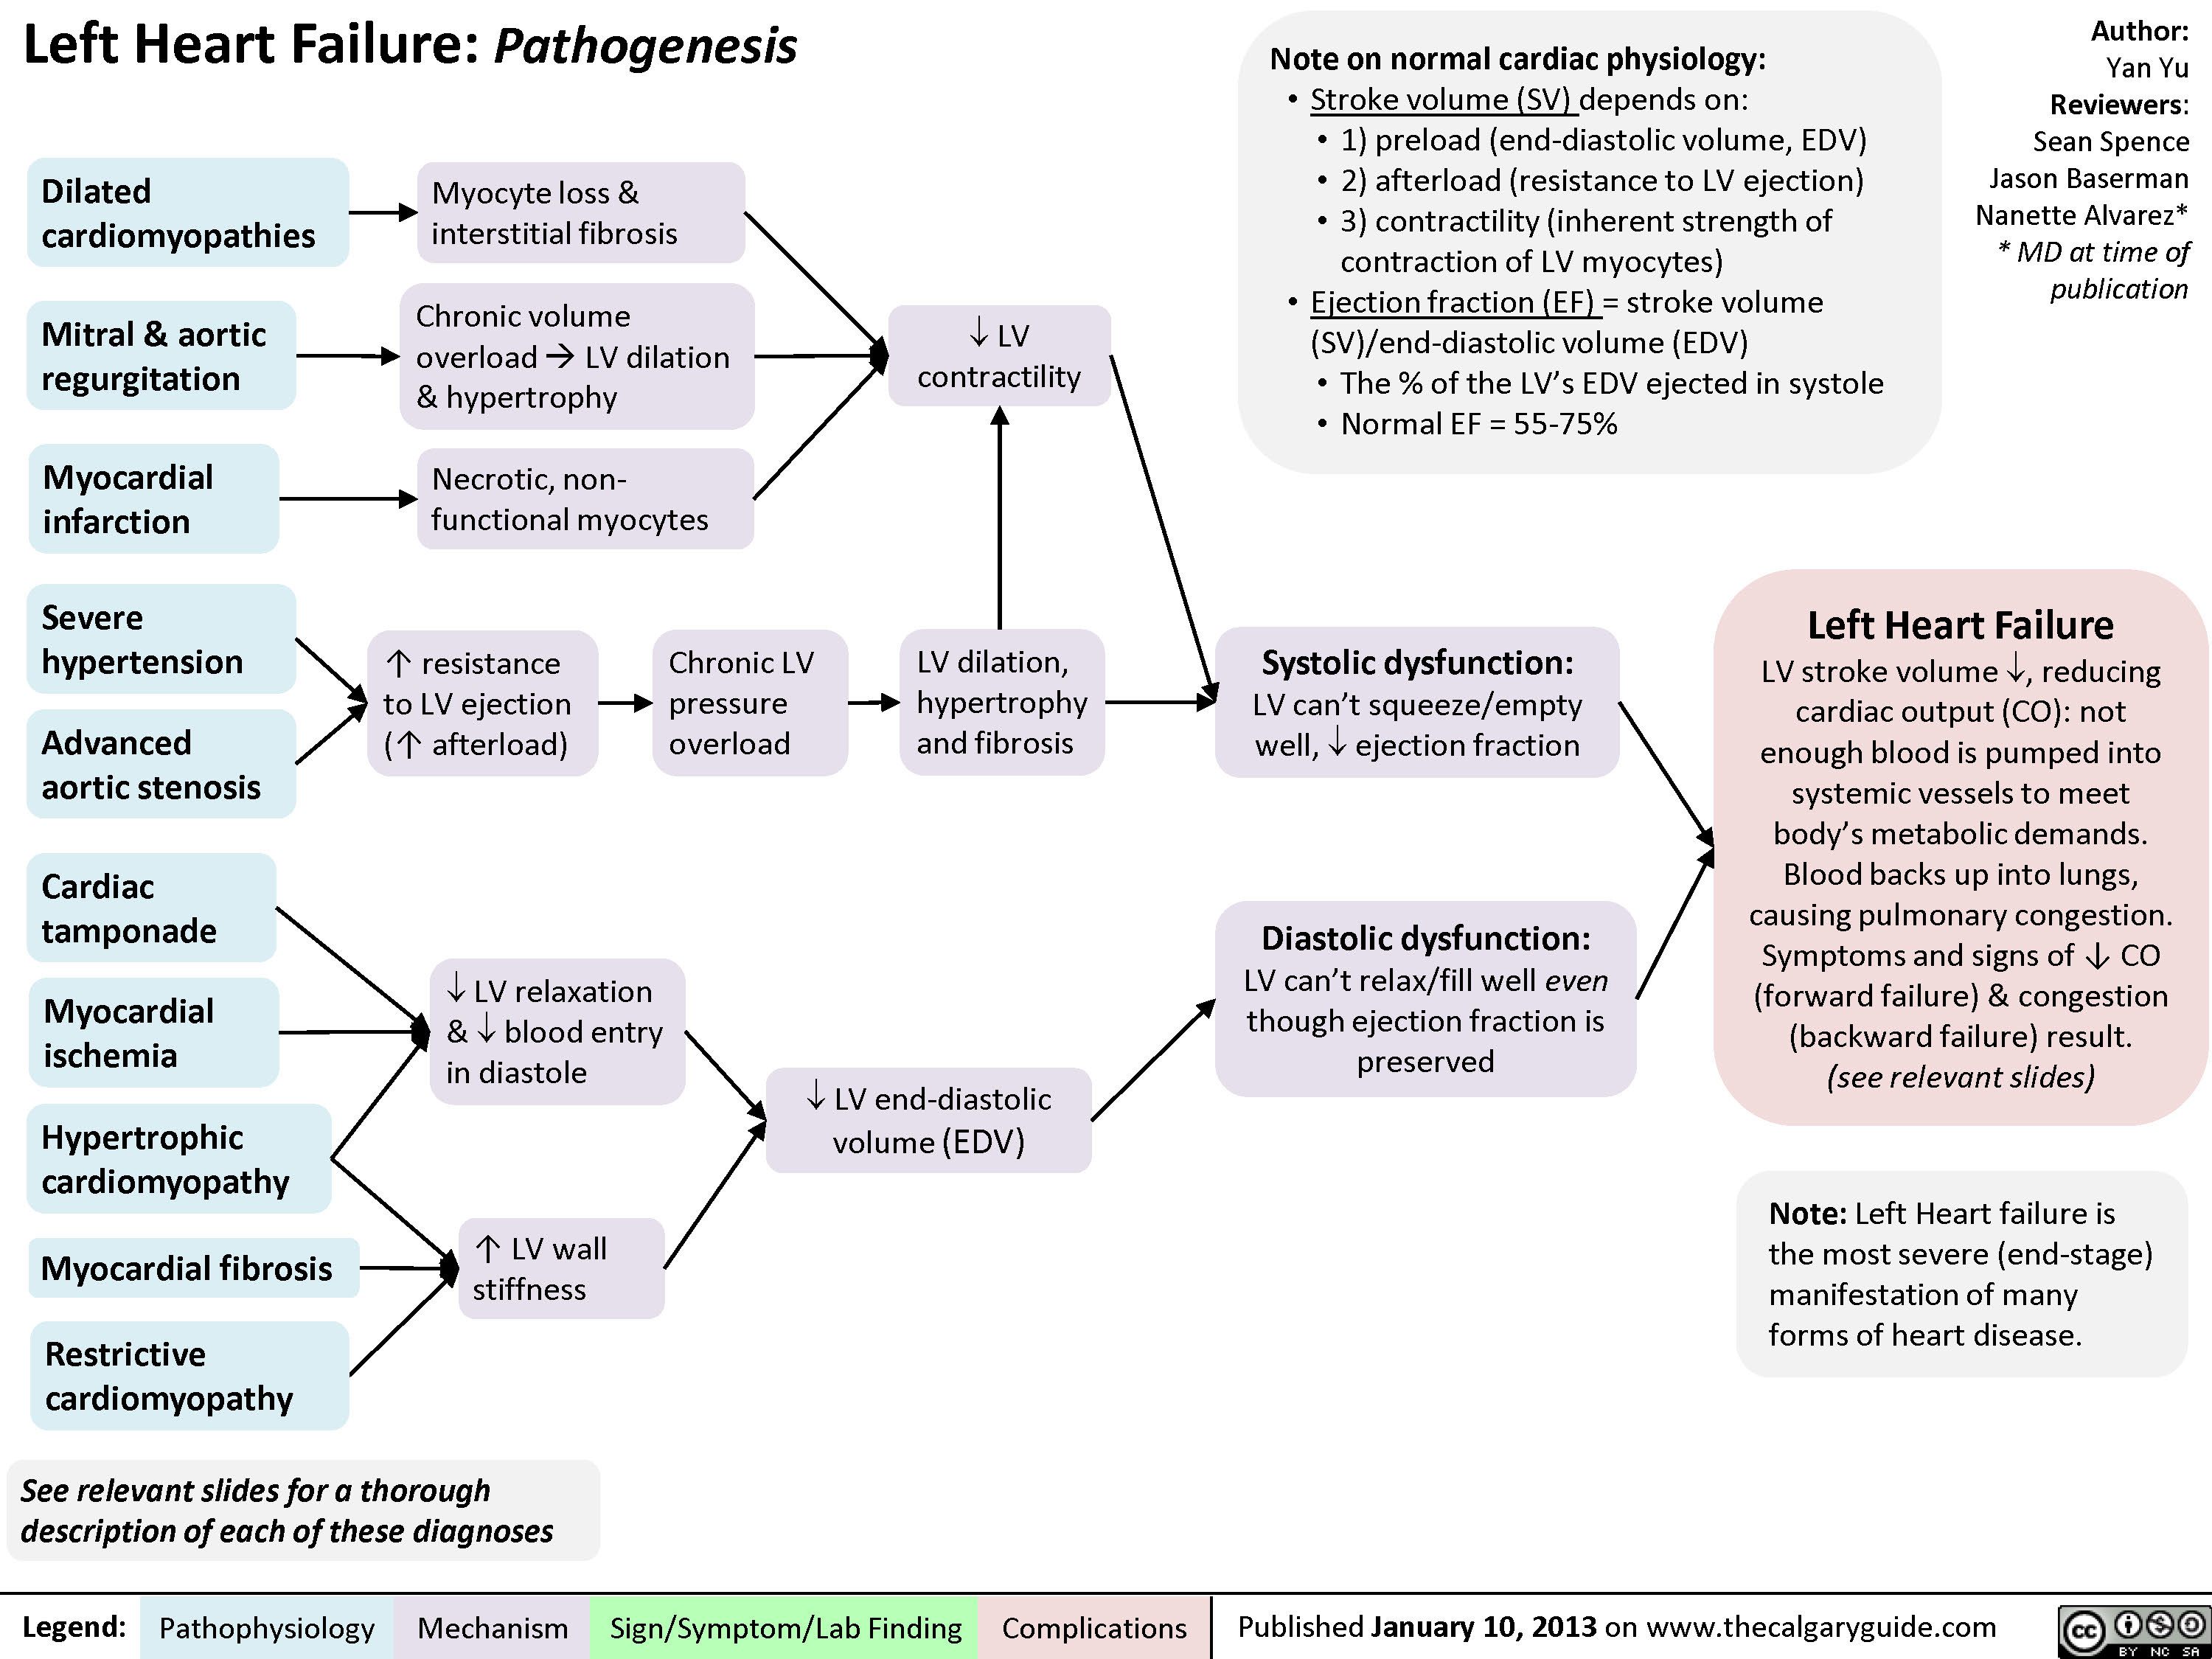 Left Heart Failure: Pathogenesis
Note on normal cardiac physiology:
• Stroke volume (SV) depends on:
• 1) preload (end-diastolic volume, EDV)
• 2) afterload (resistance to LV ejection)
• 3) contractility (inherent strength of
contraction of LV myocytes)
• Ejection fraction (EF) = stroke volume
(SV)/end-diastolic volume (EDV)
• The % of the LV’s EDV ejected in systole
• Normal EF = 55-75%
Author:
Yan Yu
Reviewers:
Sean Spence
Jason Baserman
Nanette Alvarez*
* MD at time of
publication
Dilated
cardiomyopathies
Myocyte loss &
interstitial fibrosis
Mitral & aortic
regurgitation
Chronic volume
overload → LV dilation
& hypertrophy
↓ LV
contractility
Myocardial
infarction
Necrotic, non-
functional myocytes
Severe
hypertension
Advanced
aortic stenosis
↑ resistance
to LV ejection
(↑ afterload)
Chronic LV
pressure
overload
LV dilation,
hypertrophy
and fibrosis
Systolic dysfunction:
LV can’t squeeze/empty
well, ↓ ejection fraction
Left Heart Failure
LV stroke volume ↓, reducing
cardiac output (CO): not
enough blood is pumped into
systemic vessels to meet
body’s metabolic demands.
Blood backs up into lungs,
causing pulmonary congestion.
Symptoms and signs of ↓ CO
(forward failure) & congestion
(backward failure) result.
(see relevant slides)
Cardiac
tamponade
Myocardial
ischemia
Hypertrophic
cardiomyopathy
Myocardial fibrosis
Restrictive
cardiomyopathy
↓ LV relaxation
& ↓ blood entry
in diastole
↑ LV wall
stiffness
↓ LV end-diastolic
volume (EDV)
Diastolic dysfunction:
LV can’t relax/fill well even
though ejection fraction is
preserved
Note: Left Heart failure is
the most severe (end-stage)
manifestation of many
forms of heart disease.
See relevant slides for a thorough
description of each of these diagnoses
Legend: Pathophysiology Mechanism Sign/Symptom/Lab Finding Complications Published January 10, 2013 on www.thecalgaryguide.com
cc BY NC SA